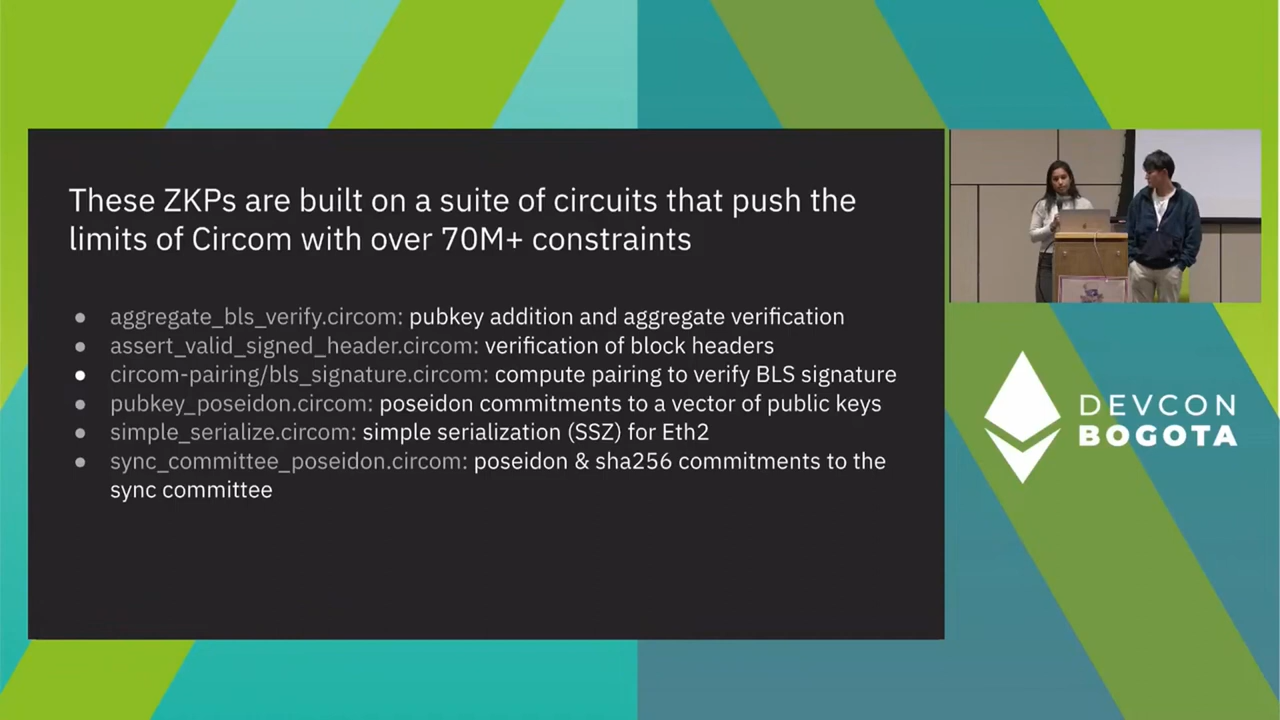 These ZKPs are built on a suite of circuits that push the
limits of Circom with over 70M+ constraints
● aggregate_bls_verify.circom: pubkey addition and aggregate verification
● assert_valid_signed_header.circom: verification of block headers
● circom-pairing/bls_signature.circom: compute pairing to verify BLS signature
● pubkey_poseidon.circom: poseidon commitments to a vector of public keys
● simple_serialize.circom: simple serialization (SSZ) for Eth2
● sync_committee_poseidon.circom: poseidon & sha256 commitments to the
sync committee
DEVCON
BOGOTA